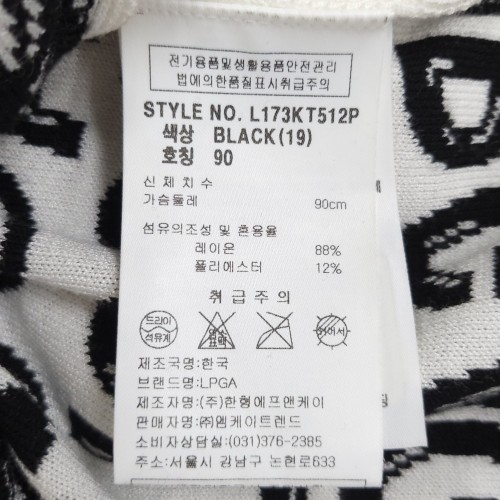 전기용품및생활용품안전관리
법에의한품질표시취급주의
STYLE NO. L173KT512P
색상 BLACK(19)
호칭 90
신체치수
가슴둘레 90cm
섬유의조성 및 혼용율
레이온 88%
폴리에스터 12%
취급주의
드라이
석유계
제조국명:한국
브랜드명:LPGA
제조자명:(주)한형에프앤케이
판매자명:㈜엠케이트렌드
소비자상담실:(031)376-2385
주소:서울시 강남구 논현로633